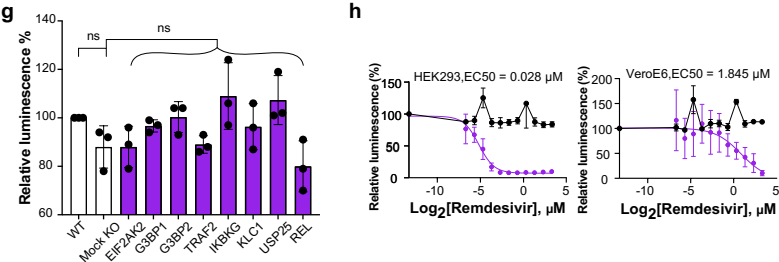 g
ns
ns
Relative luminescence %
140
120
100
80
60
WT
Mock KO
EIF2AK2
G3BP1
G3BP2
TRAF2
IKBKG
KLC1
USP25
REL
h
HEK293,EC50 = 0.028 µM
Relative luminescence (%)
150
100
50
0
-10
-5
0
5
Log2[Remdesivir], µM
VeroE6,EC50 = 1.845 µM
Relative luminescence (%)
200
150
100
50
0
-10
-5
0
5
Log2[Remdesivir], µM